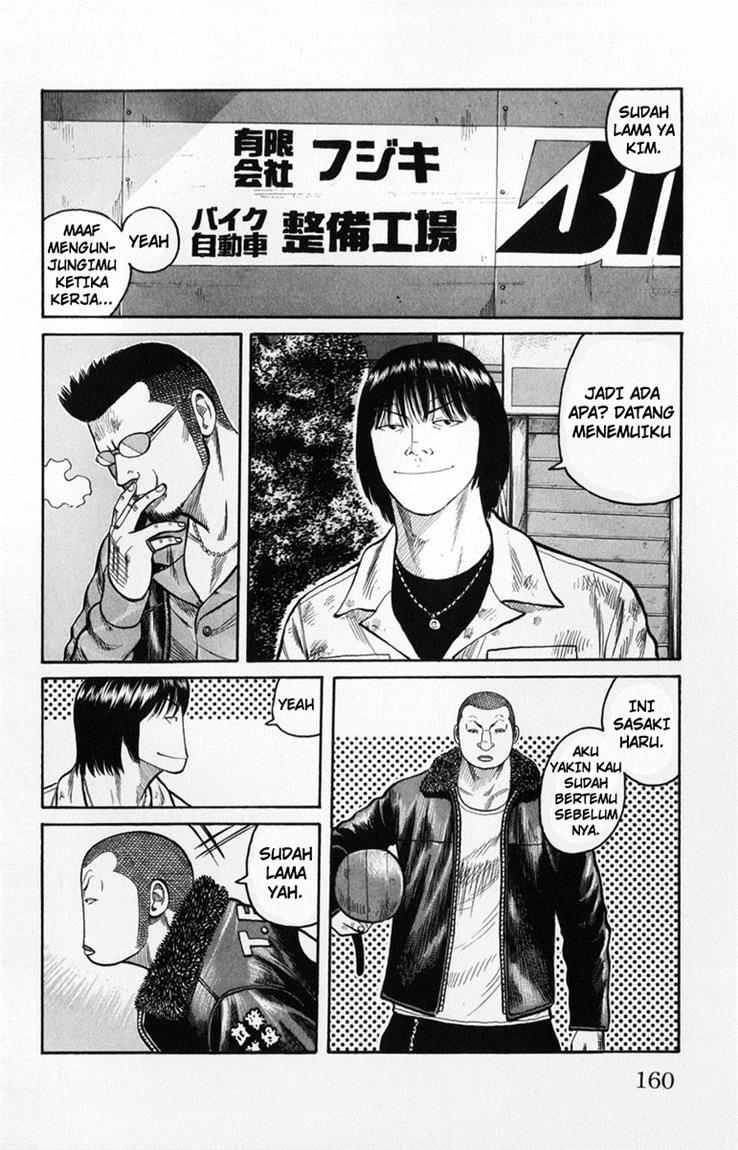 SUDAH
LAMA YA
KIM.
有限
会社 フジキ
バイク
自動車 整備工場
YEAH
MAAF
MENGUN-
JUNGIMU
KETIKA
KERJA...
JADI ADA
APA? DATANG
MENEMUIKU
INI
SASAKI
HARU.
AKU
YAKIN KAU
SUDAH
BERTEMU
SEBELUM
NYA.
YEAH
SUDAH
LAMA
YAH.
160